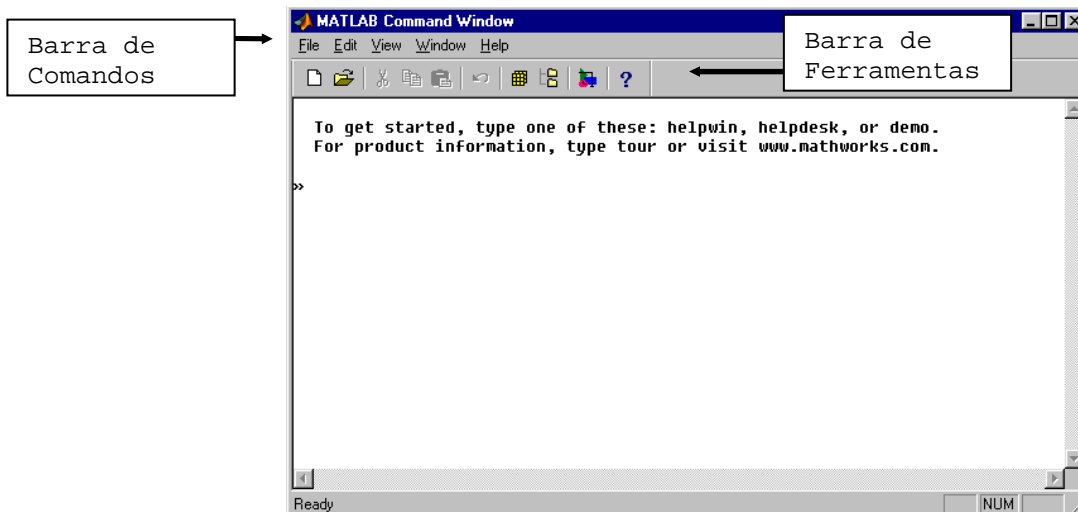 MATLAB Command Window
Barra de
Comandos
File Edit View Window Help
Barra de
Ferramentas
?
To get started, type one of these: helpwin, helpdesk, or demo.
For product information, type tour or visit www.mathworks.com.
»
Ready
NUM